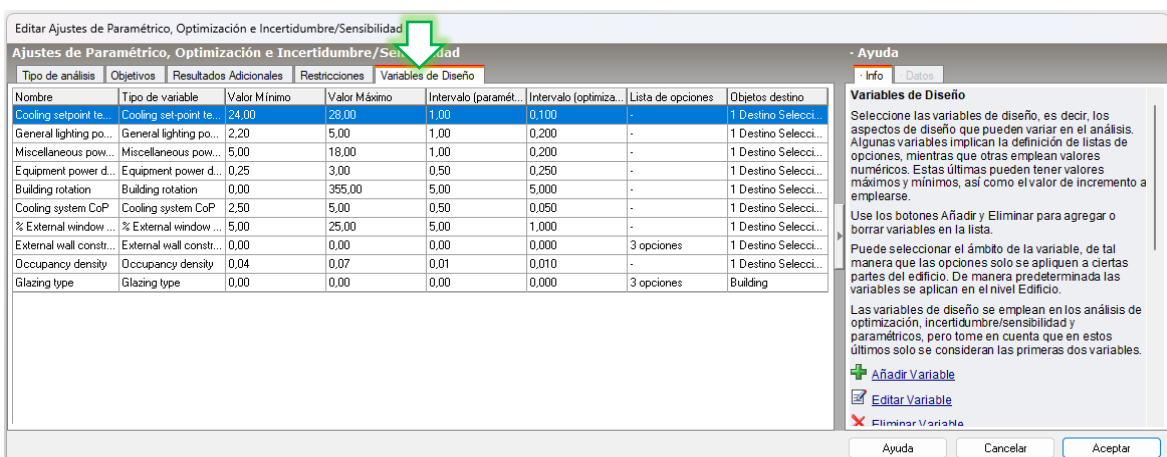 Editar Ajustes de Paramétrico, Optimización e Incertidumbre/Sensibilidad
Ajustes de Paramétrico, Optimización e Incertidumbre/Sensibilidad
Tipo de análisis Objetivos Resultados Adicionales Restricciones Variables de Diseño
Nombre Tipo de variable Valor Mínimo Valor Máximo Intervalo (paramét... Intervalo (optimiza... Lista de opciones Objetos destino
Cooling setpoint te... Cooling set-point te... 24,00 28,00 1,00 0,100 - 1 Destino Selecci...
General lighting po... General lighting po... 2,20 5,00 1,00 0,200 - 1 Destino Selecci...
Miscellaneous pow... Miscellaneous pow... 5,00 18,00 1,00 0,200 - 1 Destino Selecci...
Equipment power d... Equipment power d... 0,25 3,00 0,50 0,250 - 1 Destino Selecci...
Building rotation Building rotation 0,00 355,00 5,00 5,000 - 1 Destino Selecci...
Cooling system CoP Cooling system CoP 2,50 5,00 0,50 0,050 - 1 Destino Selecci...
% External window ... % External window ... 5,00 25,00 5,00 1,000 - 1 Destino Selecci...
External wall constr... External wall constr... 0,00 0,00 0,00 0,000 3 opciones 1 Destino Selecci...
Occupancy density Occupancy density 0,04 0,07 0,01 0,010 - 1 Destino Selecci...
Glazing type Glazing type 0,00 0,00 0,00 0,000 3 opciones Building
Ayuda
Info Datos
Variables de Diseño
Seleccione las variables de diseño, es decir, los
aspectos de diseño que pueden variar en el análisis.
Algunas variables implican la definición de listas de
opciones, mientras que otras emplean valores
numéricos. Estas últimas pueden tener valores
máximos y mínimos, así como el valor de incremento a
emplearse.
Use los botones Añadir y Eliminar para agregar o
borrar variables en la lista.
Puede seleccionar el ámbito de la variable, de tal
manera que las opciones solo se apliquen a ciertas
partes del edificio. De manera predeterminada las
variables se aplican en el nivel Edificio.
Las variables de diseño se emplean en los análisis de
optimización, incertidumbre/sensibilidad y
paramétricos, pero tome en cuenta que en estos
últimos solo se consideran las primeras dos variables.
Añadir Variable
Editar Variable
Eliminar Variable
Ayuda Cancelar Aceptar